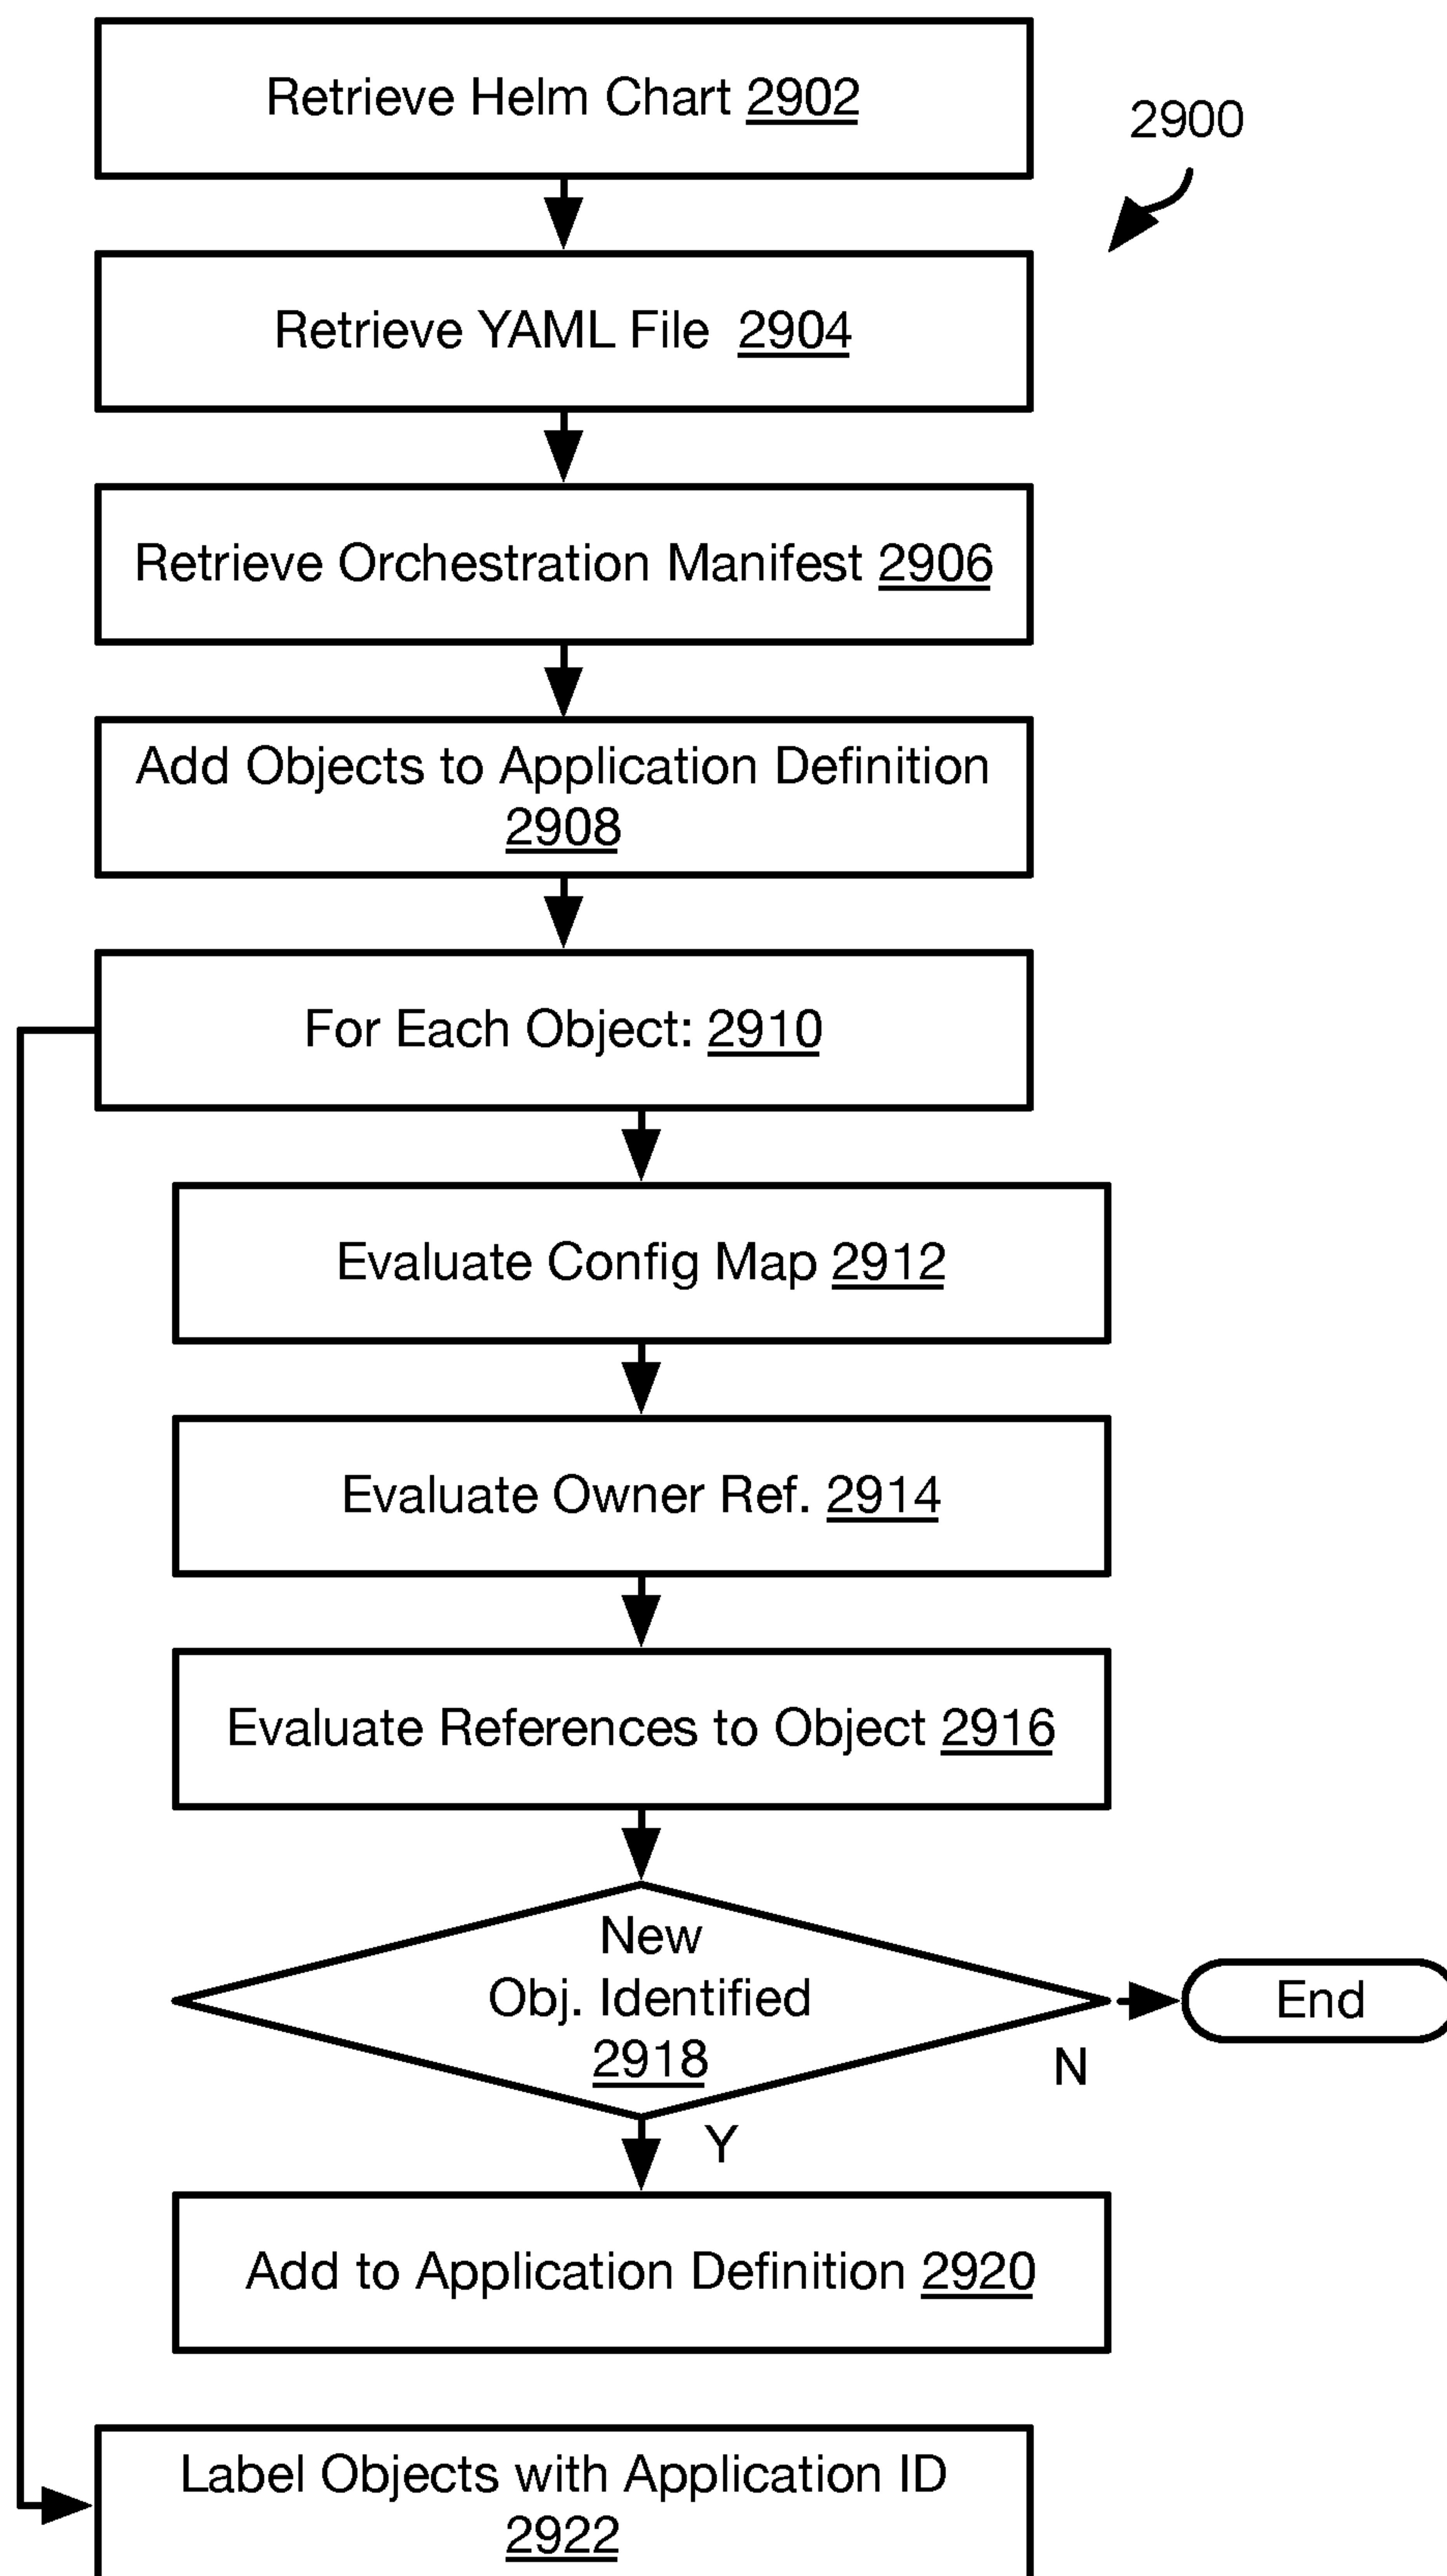 Retrieve Helm Chart 2902
2900
Retrieve YAML File 2904
Retrieve Orchestration Manifest 2906
Add Objects to Application Definition
2908
For Each Object: 2910
Evaluate Config Map 2912
Evaluate Owner Ref. 2914
Evaluate References to Object 2916
New
Obj. Identified
2918
End
N
Y
Add to Application Definition 2920
Label Objects with Application ID
2922